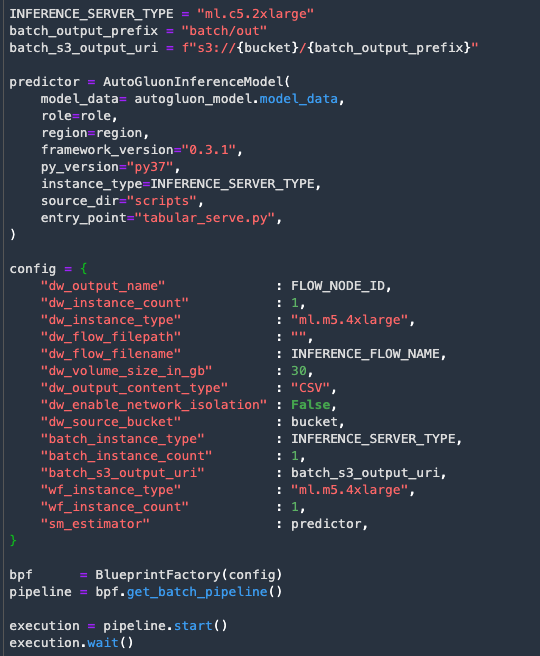 INFERENCE_SERVER_TYPE = "ml.c5.2xlarge"
batch_output_prefix = "batch/out"
batch_s3_output_uri = f"s3://{bucket}/{batch_output_prefix}"

predictor = AutoGluonInferenceModel(
    model_data= autogluon_model.model_data,
    role=role,
    region=region,
    framework_version="0.3.1",
    py_version="py37",
    instance_type=INFERENCE_SERVER_TYPE,
    source_dir="scripts",
    entry_point="tabular_serve.py",
)

config = {
    "dw_output_name"              : FLOW_NODE_ID,
    "dw_instance_count"           : 1,
    "dw_instance_type"            : "ml.m5.4xlarge",
    "dw_flow_filepath"            : "",
    "dw_flow_filename"            : INFERENCE_FLOW_NAME,
    "dw_volume_size_in_gb"        : 30,
    "dw_output_content_type"      : "CSV",
    "dw_enable_network_isolation" : False,
    "dw_source_bucket"            : bucket,
    "batch_instance_type"         : INFERENCE_SERVER_TYPE,
    "batch_instance_count"        : 1,
    "batch_s3_output_uri"         : batch_s3_output_uri,
    "wf_instance_type"            : "ml.m5.4xlarge",
    "wf_instance_count"           : 1,
    "sm_estimator"                : predictor,
}

bpf      = BlueprintFactory(config)
pipeline = bpf.get_batch_pipeline()

execution = pipeline.start()
execution.wait()